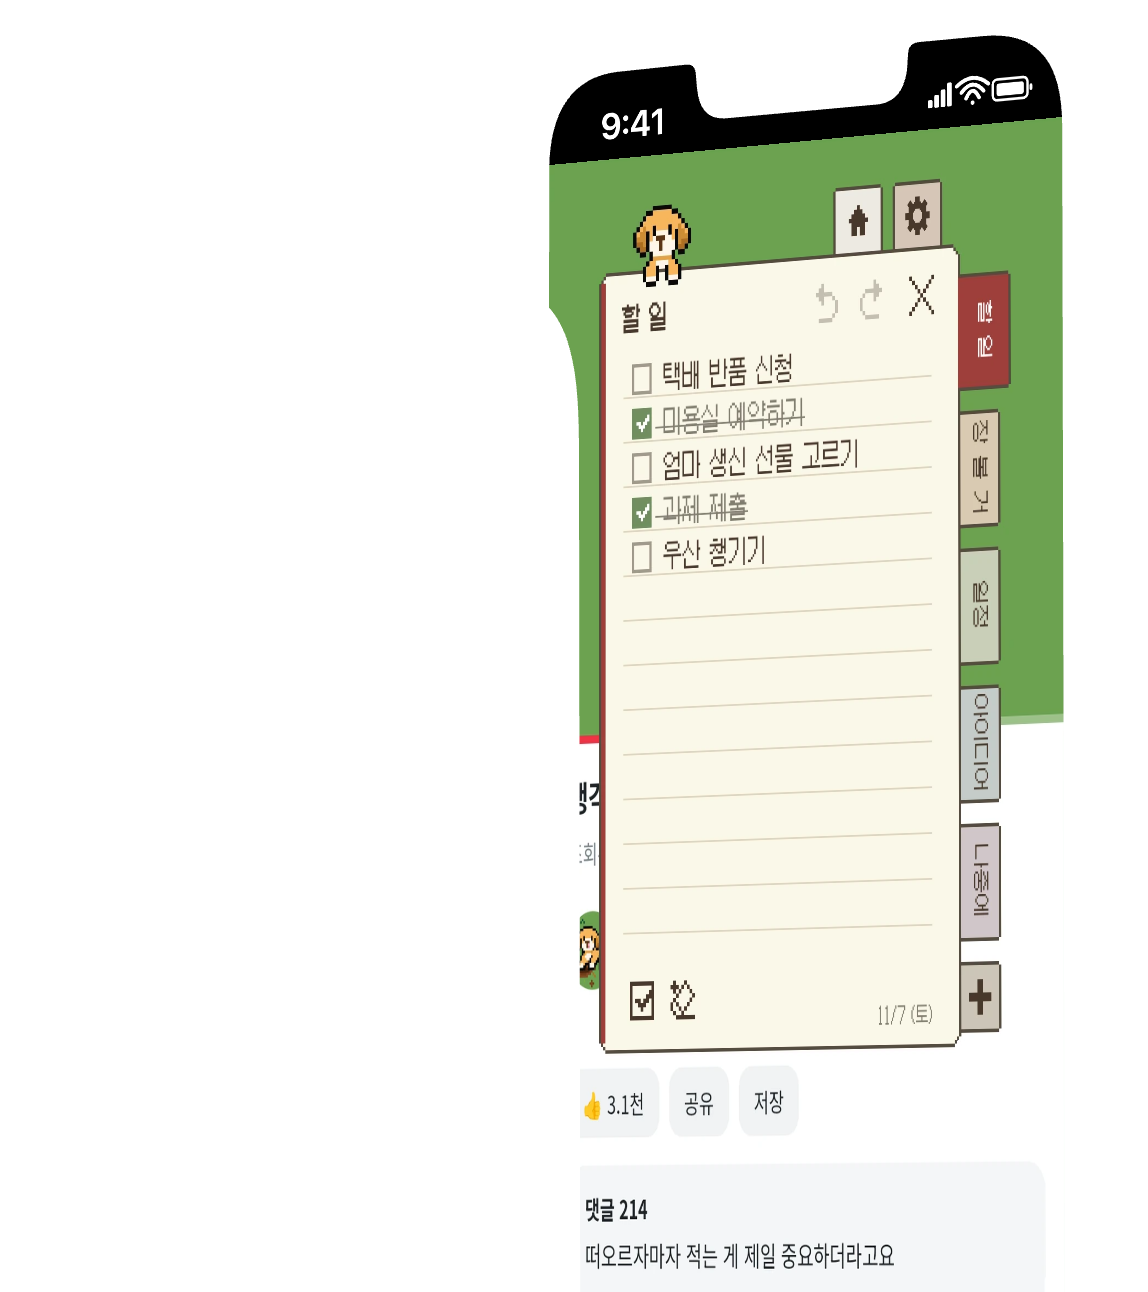 9:41
할 일
할 일
택배 반품 신청
미용실 예약하기
엄마 생신 선물 고르기
과제 제출
우산 챙기기
장 볼 거
일정
아이디어
나중에
11/7 (토)
👍 3.1천
공유
저장
댓글 214
떠오르자마자 적는 게 제일 중요하더라고요